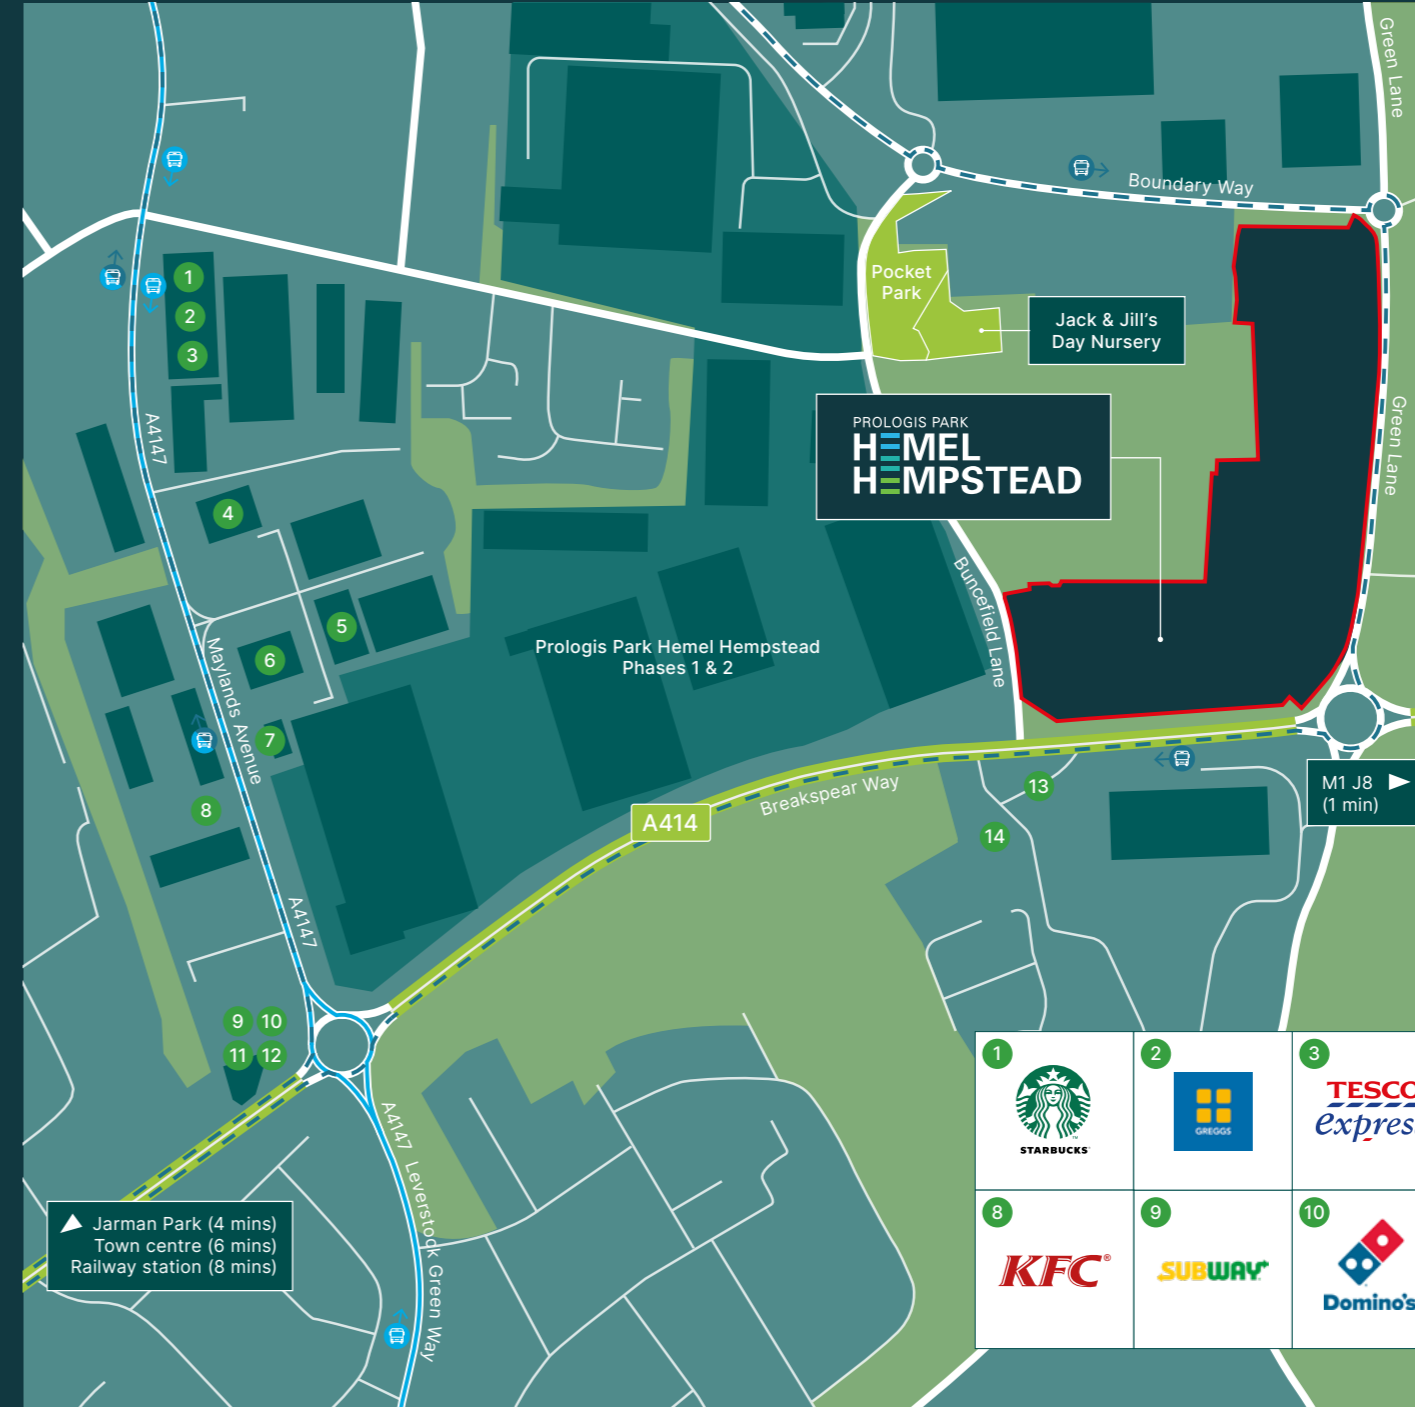 Green Lane
Boundary Way
Pocket
Park
Jack & Jill's
Day Nursery
1
2
3
A4147
PROLOGIS PARK
HEMEL
HEMPSTEAD
Green Lane
4
Buncefield Lane
5
6
Prologis Park Hemel Hempstead
Phases 1 & 2
Maylands Avenue
7
8
A414
Breakspear Way
13
14
M1 J8
(1 min)
A4147
9 10
11 12
A4147 Leverstock Green Way
Jarman Park (4 mins)
Town centre (6 mins)
Railway station (8 mins)
1
STARBUCKS
2
GREGGS
3
TESCO
expres
8
KFC®
9
SUBWAY
10
Domino's